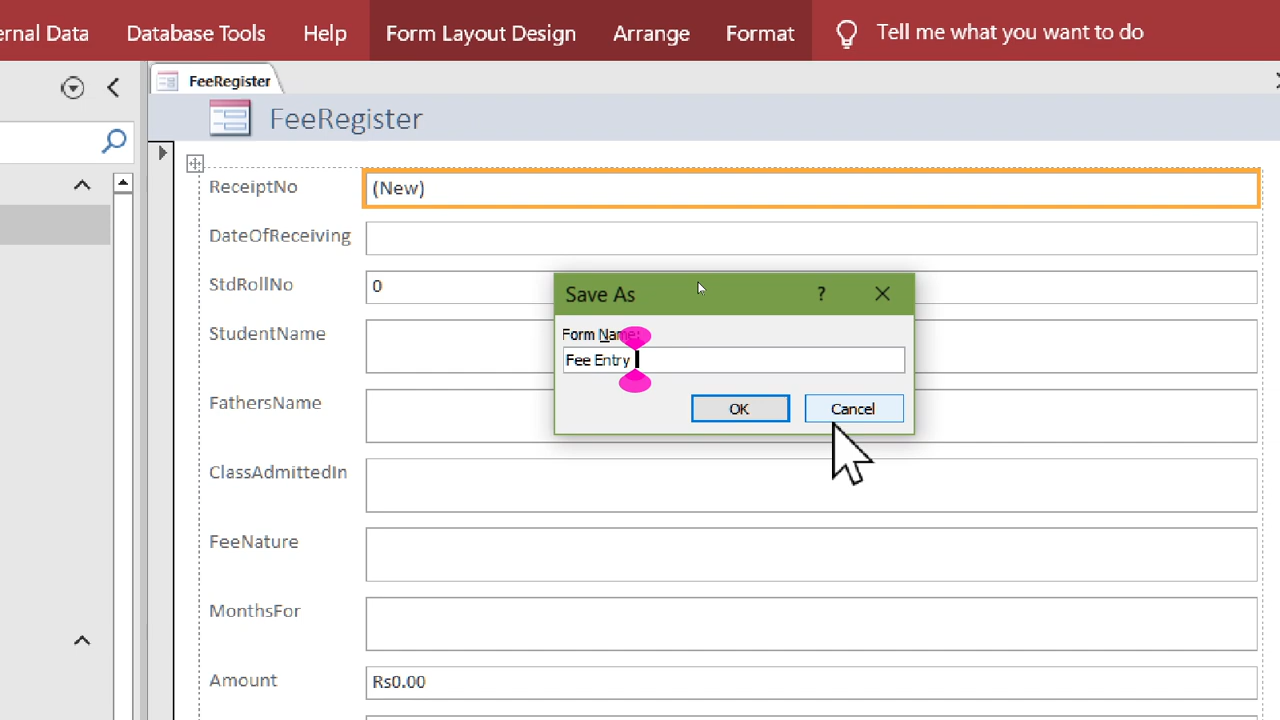 ernal Data Database Tools Help Form Layout Design Arrange Format Tell me what you want to do
FeeRegister
FeeRegister
ReceiptNo (New)
DateOfReceiving
StdRollNo 0
Save As ?
StudentName
Form Name:
Fee Entry
FathersName
OK Cancel
ClassAdmittedIn
FeeNature
MonthsFor
Amount Rs0.00